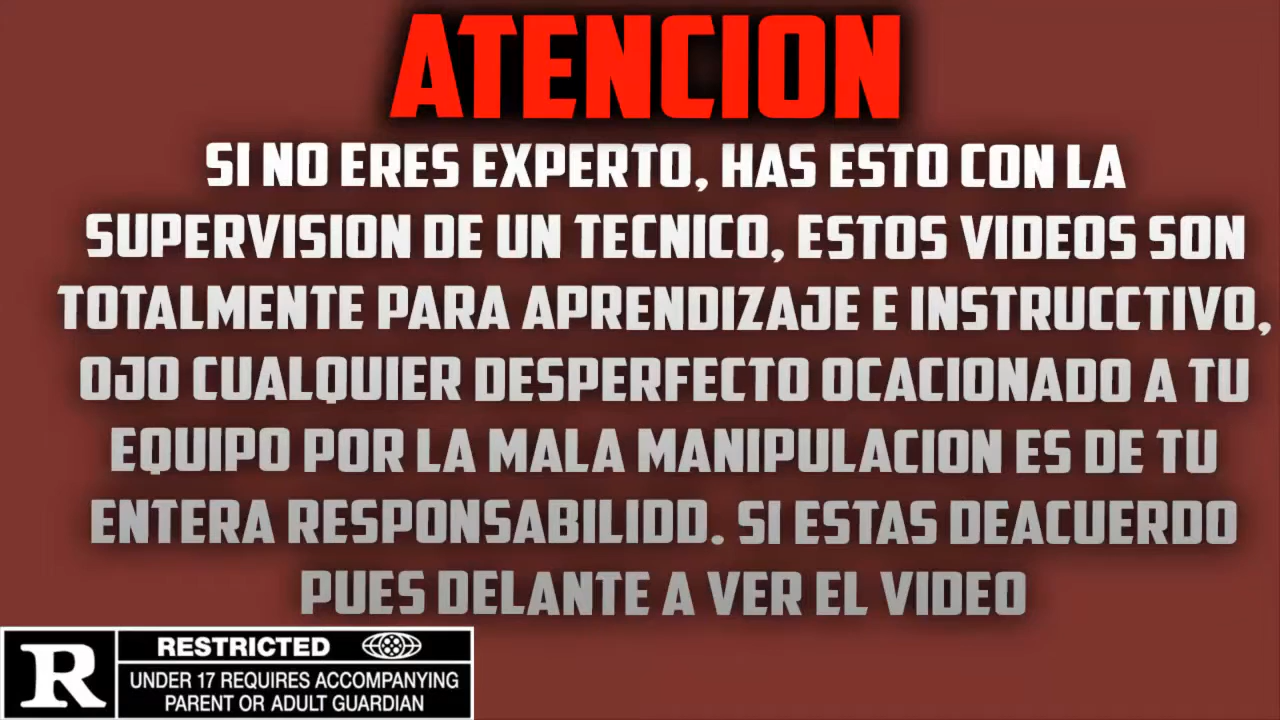 ATENCION
SI NO ERES EXPERTO, HAS ESTO CON LA
SUPERVISION DE UN TECNICO, ESTOS VIDEOS SON
TOTALMENTE PARA APRENDIZAJE E INSTRUCCTIVO,
OJO CUALQUIER DESPERFECTO OCACIONADO A TU
EQUIPO POR LA MALA MANIPULACION ES DE TU
ENTERA RESPONSABILIDD. SI ESTAS DEACUERDO
PUES DELANTE A VER EL VIDEO
R
RESTRICTED
UNDER 17 REQUIRES ACCOMPANYING
PARENT OR ADULT GUARDIAN